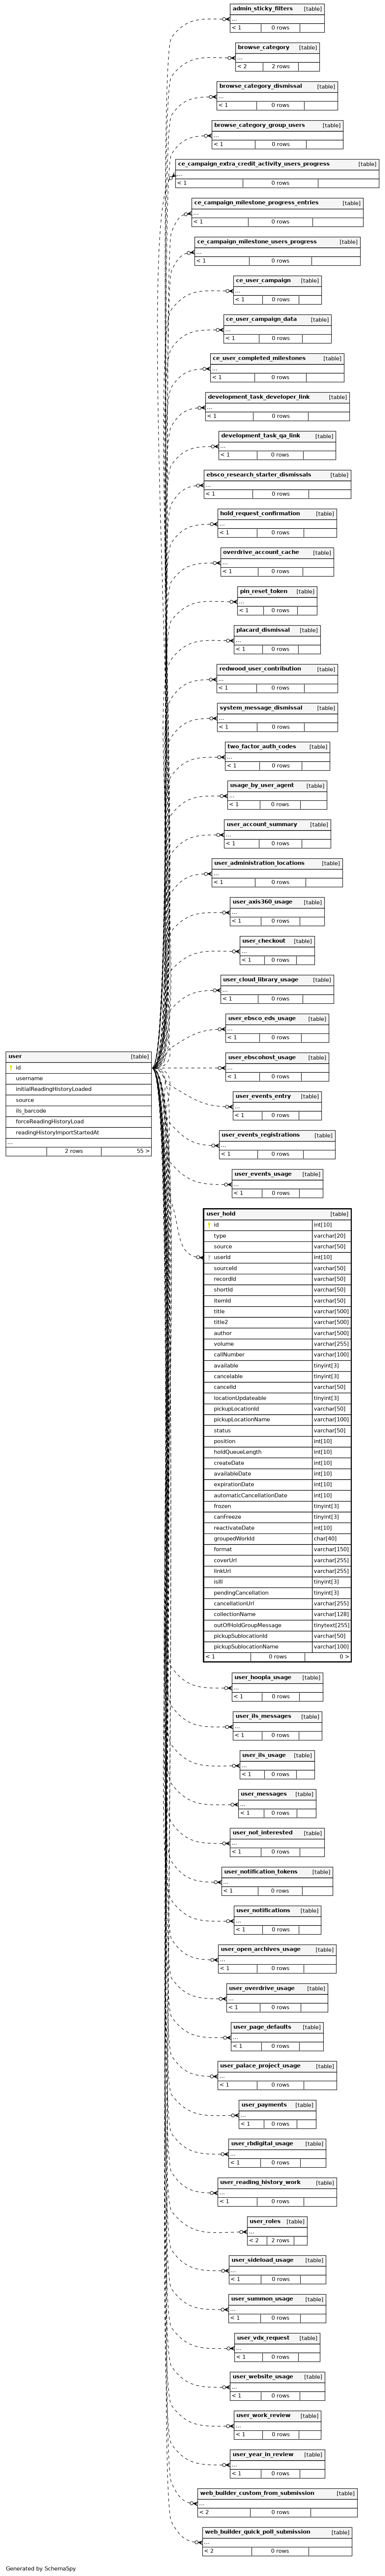 admin_sticky_filters [table]
...
< 1 0 rows
browse_category [table]
...
< 2 2 rows
browse_category_dismissal [table]
...
< 1 0 rows
browse_category_group_users [table]
...
< 1 0 rows
ce_campaign_extra_credit_activity_users_progress [table]
...
< 1 0 rows
ce_campaign_milestone_progress_entries [table]
...
< 1 0 rows
ce_campaign_milestone_users_progress [table]
...
< 1 0 rows
ce_user_campaign [table]
...
< 1 0 rows
ce_user_campaign_data [table]
...
< 1 0 rows
ce_user_completed_milestones [table]
...
< 1 0 rows
development_task_developer_link [table]
...
< 1 0 rows
development_task_qa_link [table]
...
< 1 0 rows
ebsco_research_starter_dismissals [table]
...
< 1 0 rows
hold_request_confirmation [table]
...
< 1 0 rows
overdrive_account_cache [table]
...
< 1 0 rows
pin_reset_token [table]
...
< 1 0 rows
placard_dismissal [table]
...
< 1 0 rows
redwood_user_contribution [table]
...
< 1 0 rows
system_message_dismissal [table]
...
< 1 0 rows
two_factor_auth_codes [table]
...
< 1 0 rows
usage_by_user_agent [table]
...
< 1 0 rows
user_account_summary [table]
...
< 1 0 rows
user_administration_locations [table]
...
< 1 0 rows
user_axis360_usage [table]
...
< 1 0 rows
user_checkout [table]
...
< 1 0 rows
user_cloud_library_usage [table]
...
< 1 0 rows
user_ebsco_eds_usage [table]
...
< 1 0 rows
user [table]
id
username
initialReadingHistoryLoaded
source
ils_barcode
forceReadingHistoryLoad
readingHistoryImportStartedAt
...
2 rows 55 >
user_ebscohost_usage [table]
...
< 1 0 rows
user_events_entry [table]
...
< 1 0 rows
user_events_registrations [table]
...
< 1 0 rows
user_events_usage [table]
...
< 1 0 rows
user_hold [table]
id int[10]
type varchar[20]
source varchar[50]
userId int[10]
sourceId varchar[50]
recordId varchar[50]
shortId varchar[50]
itemId varchar[50]
title varchar[500]
title2 varchar[500]
author varchar[500]
volume varchar[255]
callNumber varchar[100]
available tinyint[3]
cancelable tinyint[3]
cancelId varchar[50]
locationUpdateable tinyint[3]
pickupLocationId varchar[50]
pickupLocationName varchar[100]
status varchar[50]
position int[10]
holdQueueLength int[10]
createDate int[10]
availableDate int[10]
expirationDate int[10]
automaticCancellationDate int[10]
frozen tinyint[3]
canFreeze tinyint[3]
reactivateDate int[10]
groupedWorkId char[40]
format varchar[150]
coverUrl varchar[255]
linkUrl varchar[255]
isIll tinyint[3]
pendingCancellation tinyint[3]
cancellationUrl varchar[255]
collectionName varchar[128]
outOfHoldGroupMessage tinytext[255]
pickupSublocationId varchar[50]
pickupSublocationName varchar[100]
< 1 0 rows 0 >
user_hoopla_usage [table]
...
< 1 0 rows
user_ils_messages [table]
...
< 1 0 rows
user_ils_usage [table]
...
< 1 0 rows
user_messages [table]
...
< 1 0 rows
user_not_interested [table]
...
< 1 0 rows
user_notification_tokens [table]
...
< 1 0 rows
user_notifications [table]
...
< 1 0 rows
user_open_archives_usage [table]
...
< 1 0 rows
user_overdrive_usage [table]
...
< 1 0 rows
user_page_defaults [table]
...
< 1 0 rows
user_palace_project_usage [table]
...
< 1 0 rows
user_payments [table]
...
< 1 0 rows
user_rbdigital_usage [table]
...
< 1 0 rows
user_reading_history_work [table]
...
< 1 0 rows
user_roles [table]
...
< 2 2 rows
user_sideload_usage [table]
...
< 1 0 rows
user_summon_usage [table]
...
< 1 0 rows
user_vdx_request [table]
...
< 1 0 rows
user_website_usage [table]
...
< 1 0 rows
user_work_review [table]
...
< 1 0 rows
user_year_in_review [table]
...
< 1 0 rows
web_builder_custom_from_submission [table]
...
< 2 0 rows
web_builder_quick_poll_submission [table]
...
< 2 0 rows
Generated by SchemaSpy